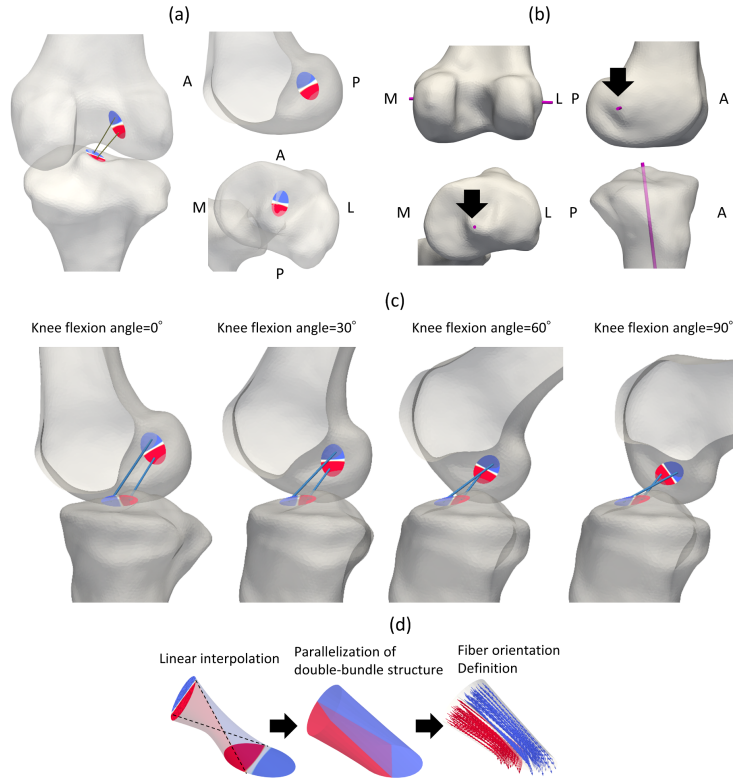 (a)
A
P
A
M
L
P
(b)
M
L
P
A
M
L
P
A
(c)
Knee flexion angle=0°
Knee flexion angle=30°
Knee flexion angle=60°
Knee flexion angle=90°
(d)
Linear interpolation
Parallelization of
double-bundle structure
Fiber orientation
Definition